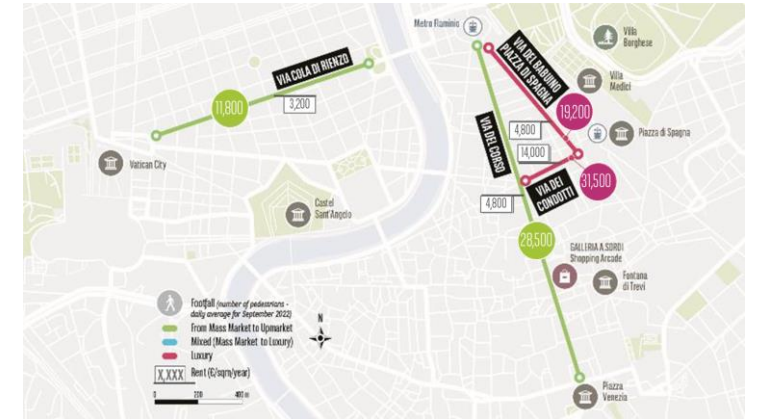 Metro Flaminio
Villa
Borghese
VIA DEL BABUINO
PIAZZA DI SPAGNA
VIA COLA DI RIENZO
Villa
Medici
11,800
3,200
19,200
4,800
Piazza di Spagna
VIA DEL CORSO
14,000
Vatican City
31,500
VIA DEI
CONDOTTI
4,800
Castel
Sant'Angelo
28,500
GALLERIA A.SORDI
Shopping Arcade
Fontana
di Trevi
Footfall (number of pedestrians -
daily average for September 2022)
From Mass Market to Upmarket
Mixed (Mass Market to Luxury)
Luxury
X,XXX Rent (€/sqm/year)
N
0 200 400 m
Piazza
Venezia